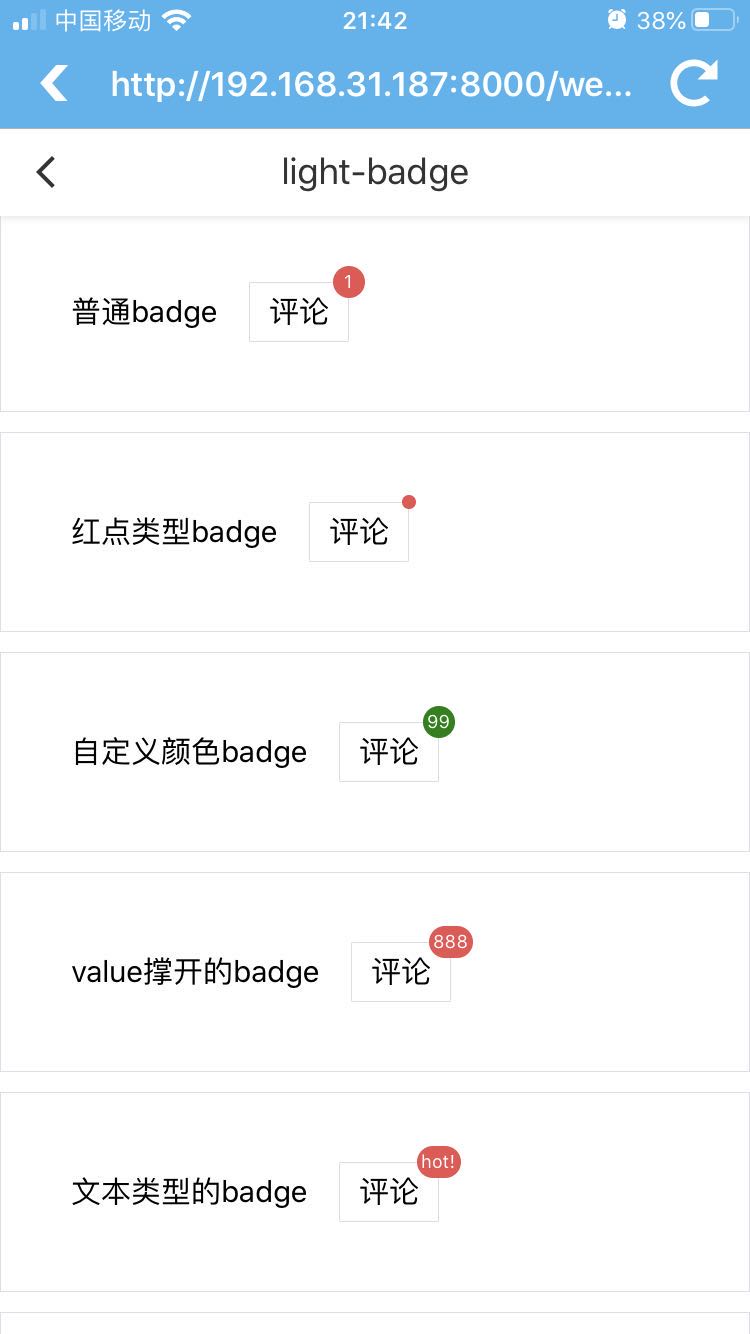 中国移动 21:42 38%
http://192.168.31.187:8000/we...
light-badge
普通badge 评论 1
红点类型badge 评论
自定义颜色badge 评论 99
value撑开的badge 评论 888
文本类型的badge 评论 hot!